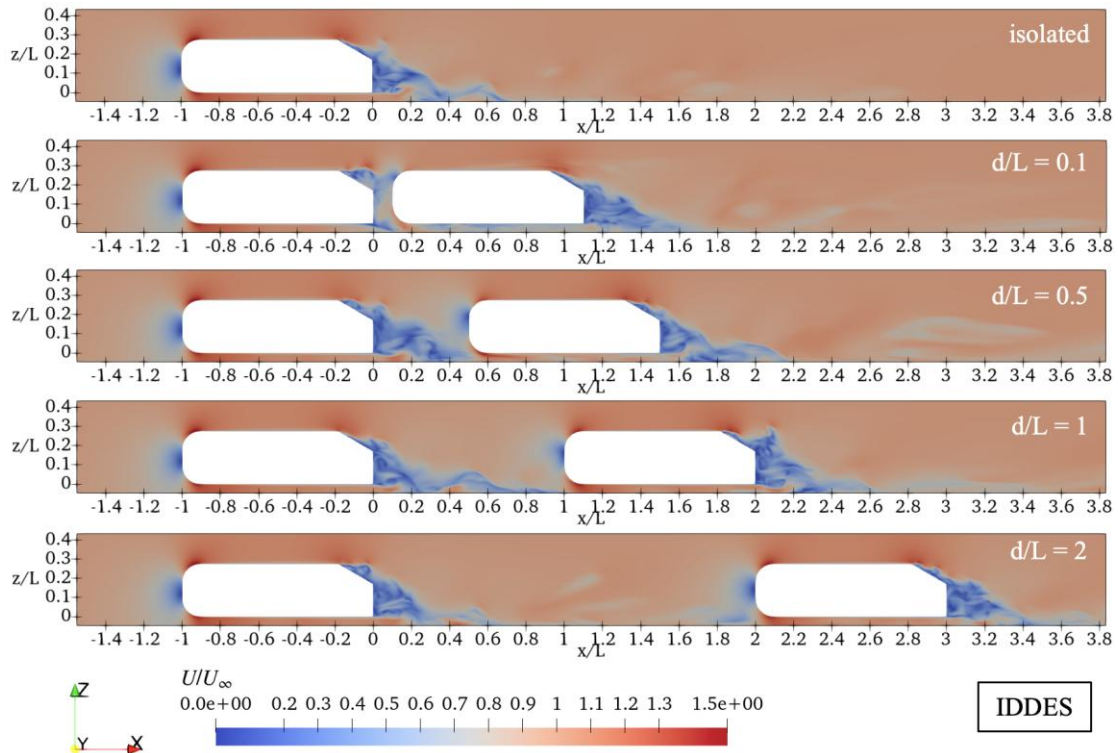 0.4
0.3
z/L 0.2
0.1
0
isolated
-1.4 -1.2 -1 -0.8 -0.6 -0.4 -0.2 0 0.2 0.4 0.6 0.8 1 1.2 1.4 1.6 1.8 2 2.2 2.4 2.6 2.8 3 3.2 3.4 3.6 3.8
x/L
0.4
0.3
z/L 0.2
0.1
0
d/L = 0.1
-1.4 -1.2 -1 -0.8 -0.6 -0.4 -0.2 0 0.2 0.4 0.6 0.8 1 1.2 1.4 1.6 1.8 2 2.2 2.4 2.6 2.8 3 3.2 3.4 3.6 3.8
x/L
0.4
0.3
z/L 0.2
0.1
0
d/L = 0.5
-1.4 -1.2 -1 -0.8 -0.6 -0.4 -0.2 0 0.2 0.4 0.6 0.8 1 1.2 1.4 1.6 1.8 2 2.2 2.4 2.6 2.8 3 3.2 3.4 3.6 3.8
x/L
0.4
0.3
z/L 0.2
0.1
0
d/L = 1
-1.4 -1.2 -1 -0.8 -0.6 -0.4 -0.2 0 0.2 0.4 0.6 0.8 1 1.2 1.4 1.6 1.8 2 2.2 2.4 2.6 2.8 3 3.2 3.4 3.6 3.8
x/L
0.4
0.3
z/L 0.2
0.1
0
d/L = 2
-1.4 -1.2 -1 -0.8 -0.6 -0.4 -0.2 0 0.2 0.4 0.6 0.8 1 1.2 1.4 1.6 1.8 2 2.2 2.4 2.6 2.8 3 3.2 3.4 3.6 3.8
x/L
U/U∞
0.0e+00 0.2 0.3 0.4 0.5 0.6 0.7 0.8 0.9 1 1.1 1.2 1.3 1.5e+00
Z
Y X
IDDES